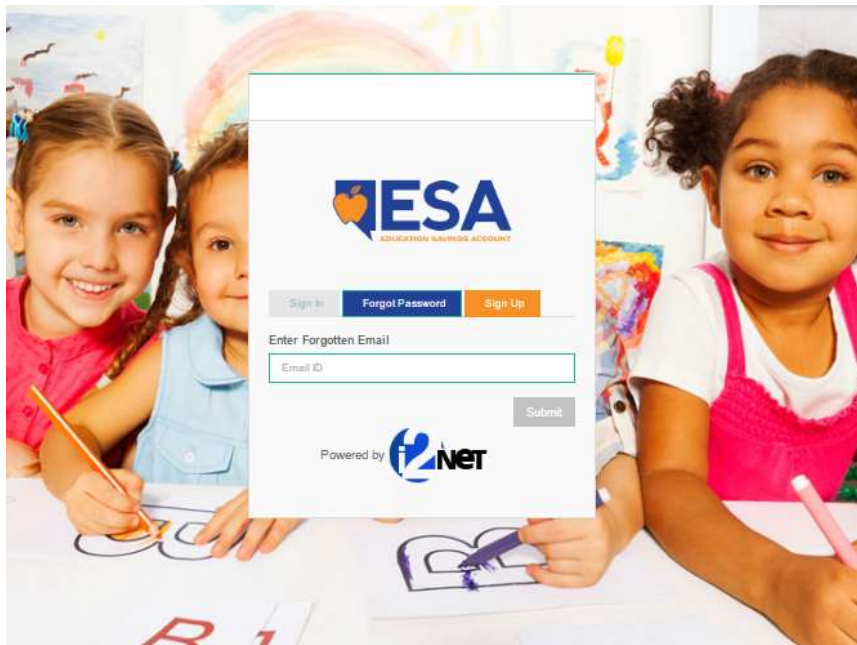 ESA
EDUCATION SAVINGS ACCOUNT
Sign In
Forgot Password
Sign Up
Enter Forgotten Email
Email ID
Submit
Powered by i2NET
B
B
B